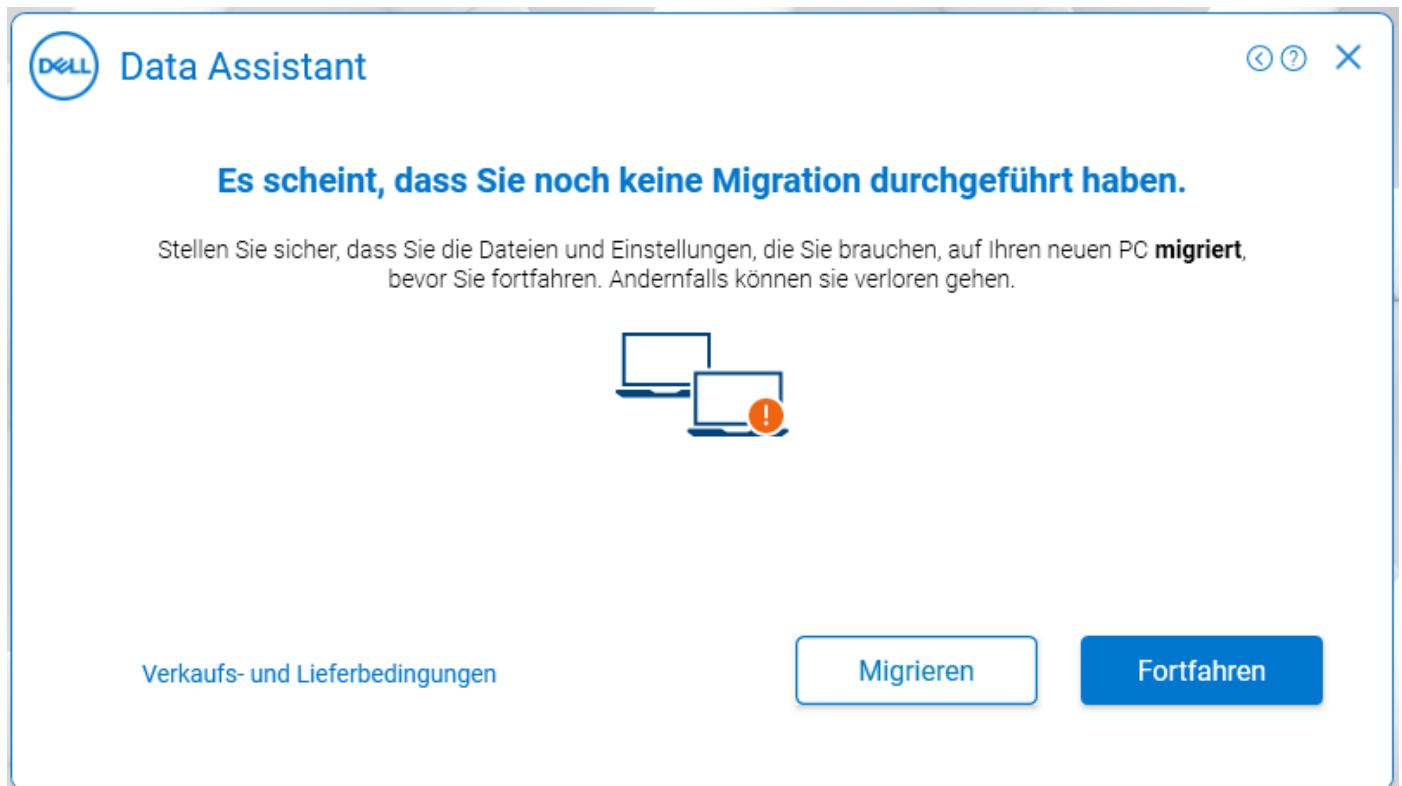 DELL
Data Assistant
Es scheint, dass Sie noch keine Migration durchgeführt haben.
Stellen Sie sicher, dass Sie die Dateien und Einstellungen, die Sie brauchen, auf Ihren neuen PC migriert,
bevor Sie fortfahren. Andernfalls können sie verloren gehen.
Verkaufs- und Lieferbedingungen
Migrieren
Fortfahren